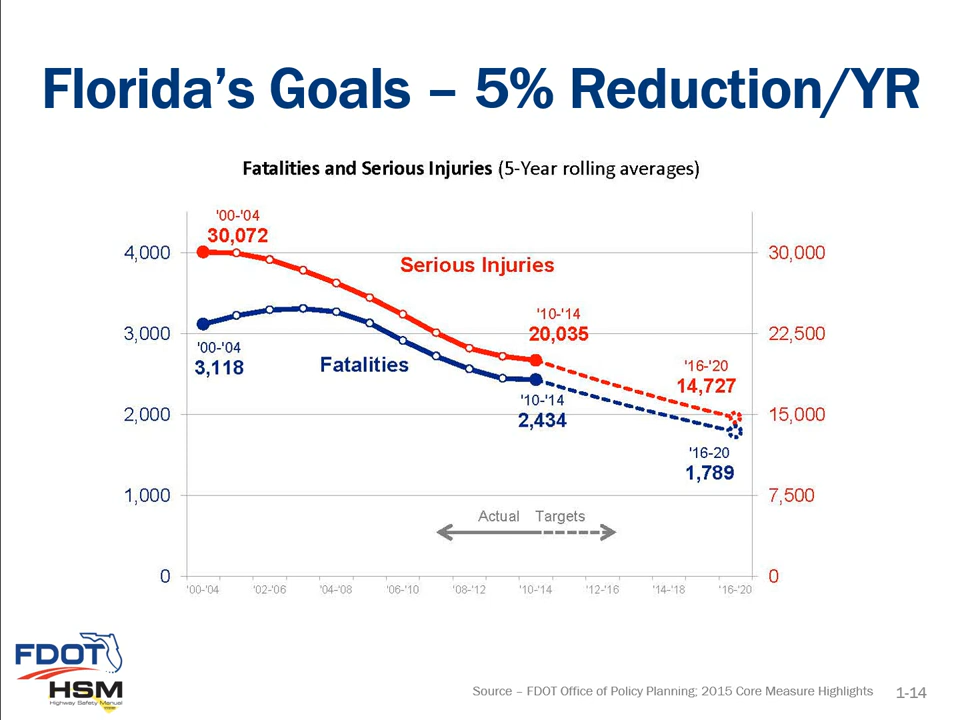 Florida's Goals – 5% Reduction/YR
Fatalities and Serious Injuries (5-Year rolling averages)
'00-'04
30,072
4,000
30,000
Serious Injuries
'10-'14
20,035
3,000
22,500
'00-'04
3,118
Fatalities
'16-'20
14,727
'10-'14
2,434
2,000
15,000
'16-20
1,789
1,000
7,500
Actual Targets
0
0
'00-'04 '02-'06 '04-'08 '06-'10 '08-'12 '10-'14 '12-'16 '14-'18 '16-'20
FDOT
HSM
Highway Safety Manual
Source – FDOT Office of Policy Planning; 2015 Core Measure Highlights
1-14